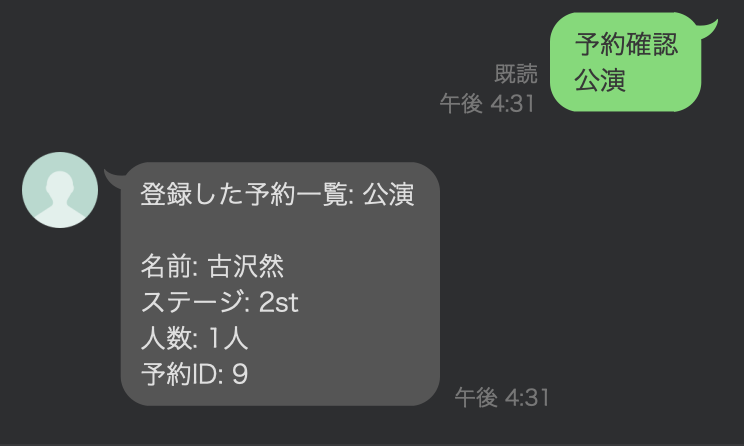 予約確認
公演
既読
午後 4:31
登録した予約一覧: 公演
名前: 古沢然
ステージ: 2st
人数: 1人
予約ID: 9
午後 4:31